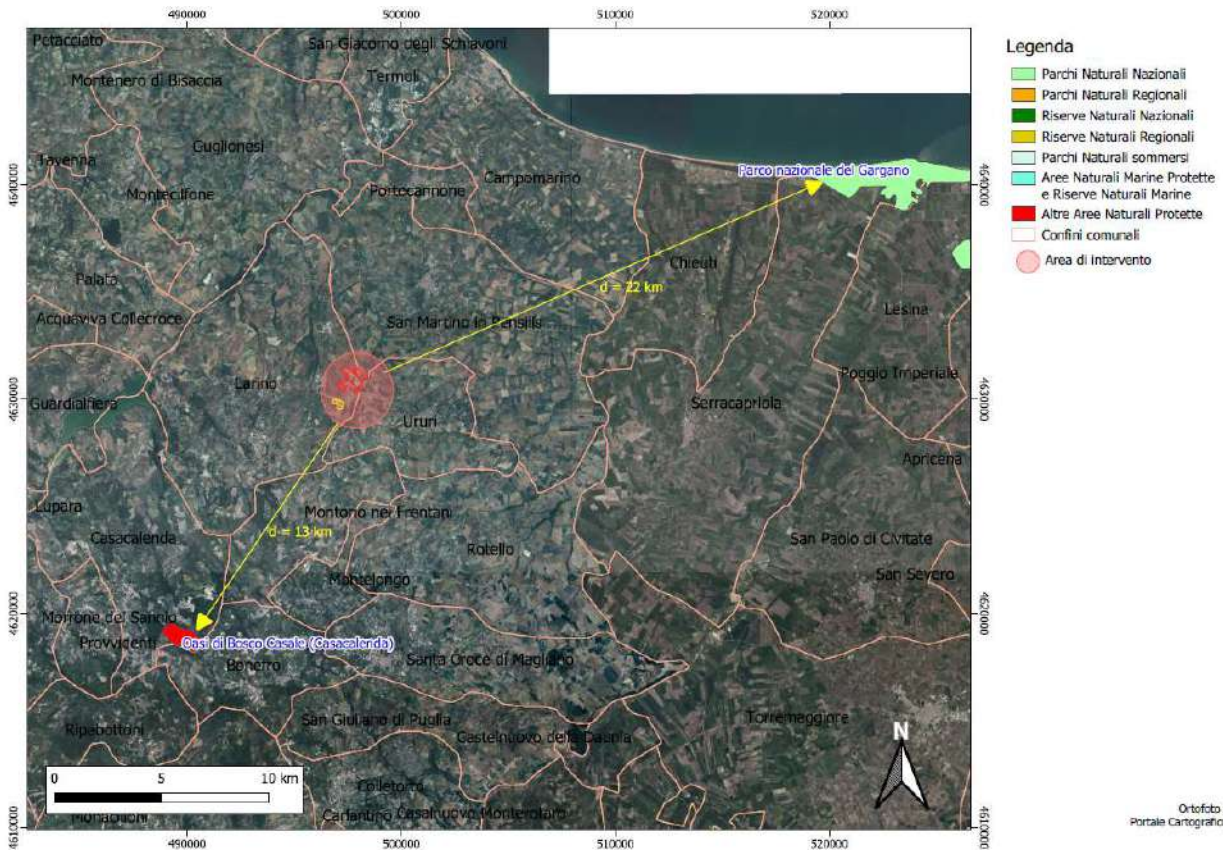 490000
500000
510000
520000
Petacciato
San Giacomo degli Schiavoni
Termoli
Montenero di Bisaccia
Guglionesi
Tavenna
Montecilfone
Portocannone
Campomarino
Parco nazionale del Gargano
4640000
4640000
Chieuti
Palata
d = 22 km
Acquaviva Collecroce
San Martino in Pensilis
Lesina
Larino
Poggio Imperiale
Guardialfiera
4630000
4630000
Serracapriola
Ururi
Apricena
Lupara
Montorio nei Frentani
Casacalenda
d = 13 km
San Paolo di Civitate
Rotello
San Severo
Montelongo
4620000
4620000
Morrone del Sannio
Provvidenti
Oasi di Bosco Casale (Casacalenda)
Bonefro
Santa Croce di Magliano
Ripabottoni
San Giuliano di Puglia
Torremaggiore
Castelnuovo della Daunia
N
0
5
10 km
Colletorto
Carlantino
Casalnuovo Monterotaro
4610000
4610000
490000
500000
510000
520000
Legenda
Parchi Naturali Nazionali
Parchi Naturali Regionali
Riserve Naturali Nazionali
Riserve Naturali Regionali
Parchi Naturali sommersi
Aree Naturali Marine Protette
e Riserve Naturali Marine
Altre Aree Naturali Protette
Confini comunali
Area di intervento
Ortofoto
Portale Cartografico